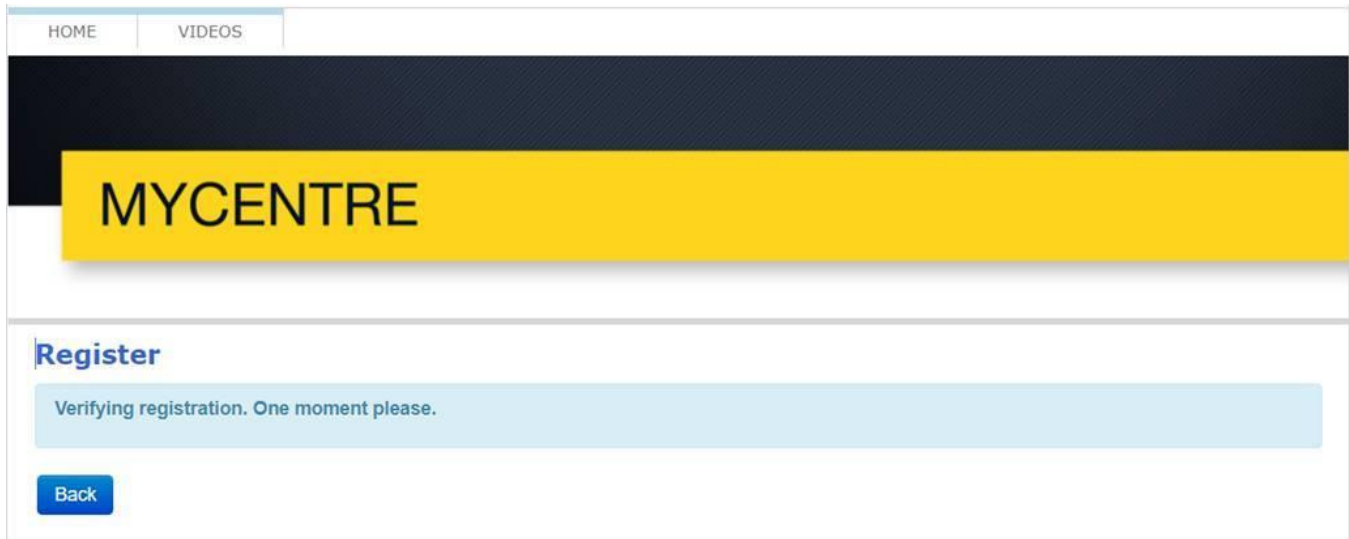 HOME VIDEOS
MYCENTRE
Register
Verifying registration. One moment please.
Back